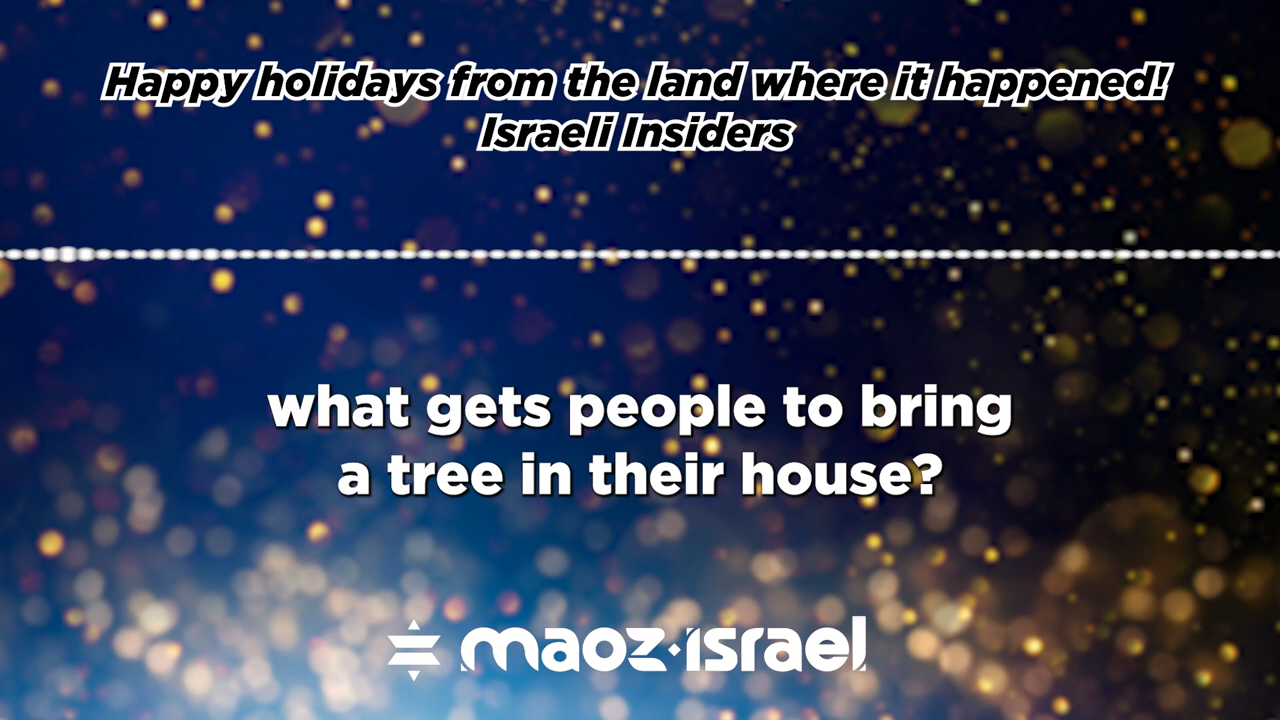 Happy holidays from the land where it happened!
Israeli Insiders
what gets people to bring
a tree in their house?
maoz·israel